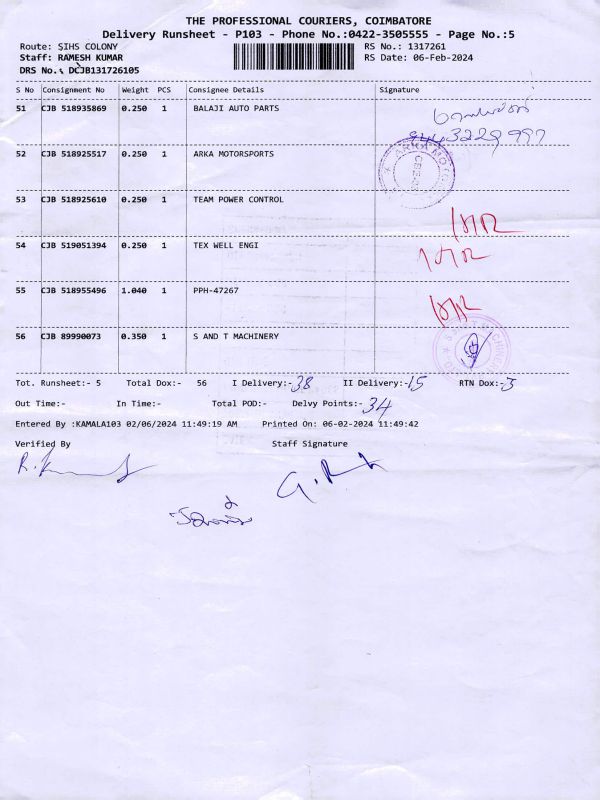 THE PROFESSIONAL COURIERS, COIMBATORE
Delivery Runsheet - P103 - Phone No.:0422-3505555 - Page No.:5
Route: SIHS COLONY RS No.: 1317261
Staff: RAMESH KUMAR RS Date: 06-Feb-2024
DRS No.: DCJB131726105
S No Consignment No Weight PCS Consignee Details Signature
51 CJB 518935869 0.250 1 BALAJI AUTO PARTS
9443229997
52 CJB 518925517 0.250 1 ARKA MOTORSPORTS
ARKA MOTOR
53 CJB 518925610 0.250 1 TEAM POWER CONTROL
54 CJB 519051394 0.250 1 TEX WELL ENGI
55 CJB 518955496 1.040 1 PPH-47267
56 CJB 89990073 0.350 1 S AND T MACHINERY
Tot. Runsheet:- 5 Total Dox:- 56 I Delivery:-38 II Delivery:-15 RTN Dox:-3
Out Time:- In Time:- Total POD:- Delvy Points:-34
Entered By :KAMALA103 02/06/2024 11:49:19 AM Printed On: 06-02-2024 11:49:42
Verified By Staff Signature